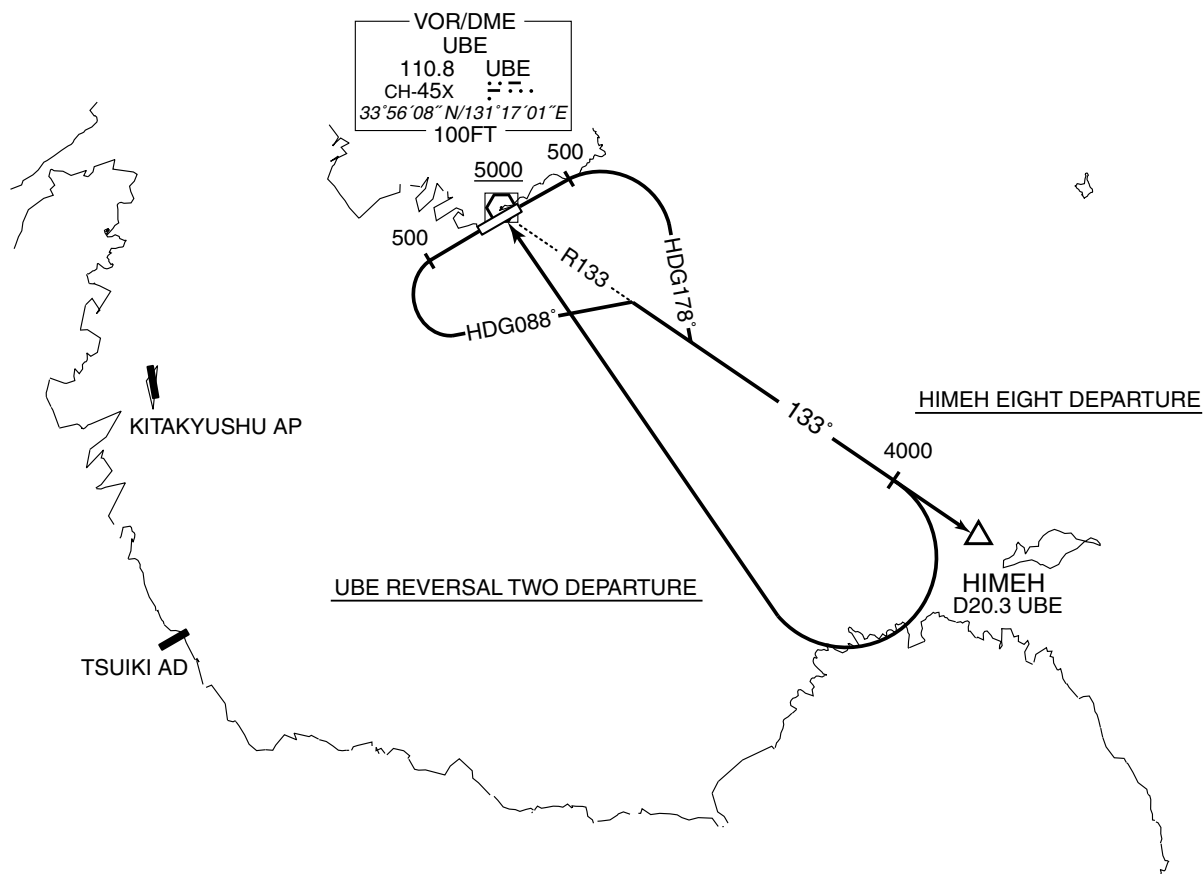 VOR/DME
UBE
110.8 UBE
CH-45X
33°56′08″N/131°17′01″E
100FT
500
5000
500
R133
HDG178°
HDG088°
133°
KITAKYUSHU AP
HIMEH EIGHT DEPARTURE
4000
UBE REVERSAL TWO DEPARTURE
HIMEH
D20.3 UBE
TSUIKI AD